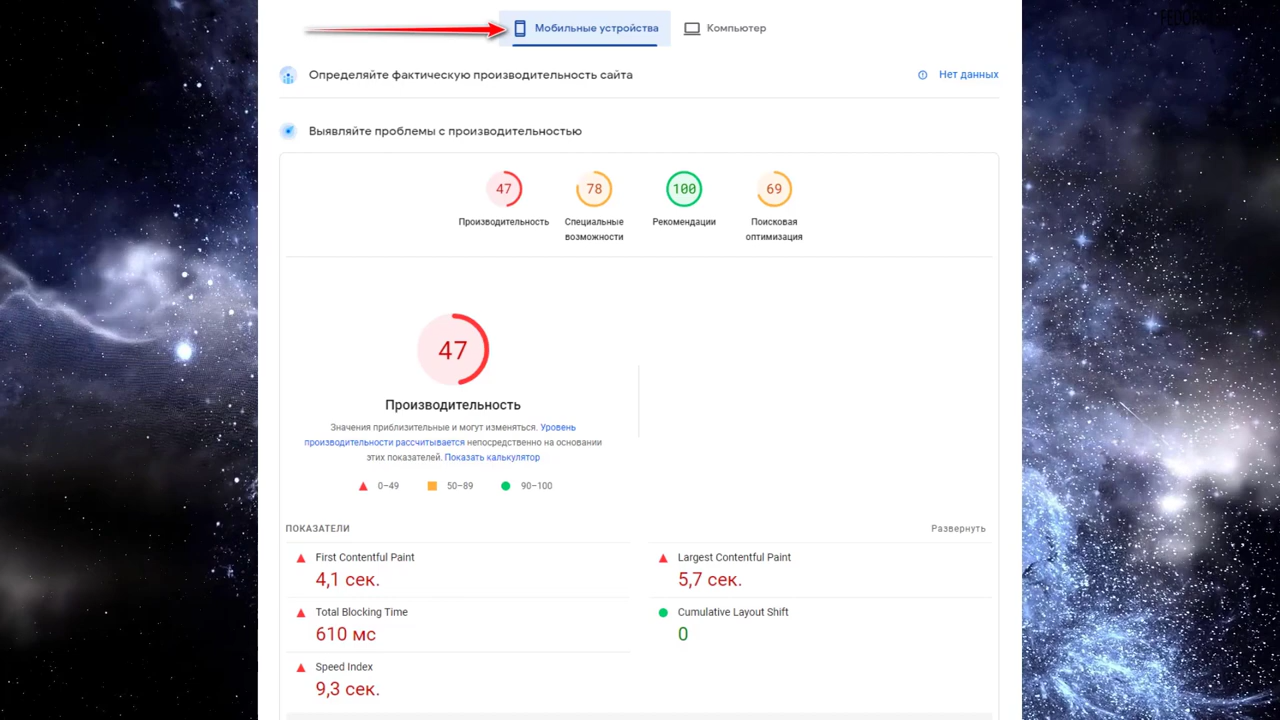 Мобильные устройства
Компьютер
Определяйте фактическую производительность сайта
Нет данных
Выявляйте проблемы с производительностью
47
78
100
69
Производительность
Специальные
возможности
Рекомендации
Поисковая
оптимизация
47
Производительность
Значения приблизительные и могут изменяться. Уровень
производительности рассчитывается непосредственно на основании
этих показателей. Показать калькулятор
0–49
50–89
90–100
ПОКАЗАТЕЛИ
Развернуть
First Contentful Paint
4,1 сек.
Largest Contentful Paint
5,7 сек.
Total Blocking Time
610 мс
Cumulative Layout Shift
0
Speed Index
9,3 сек.